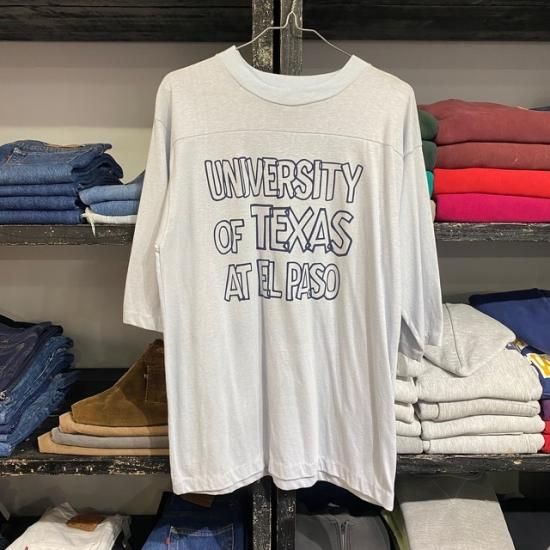 UNIVERSITY
OF TEXAS
AT EL PASO